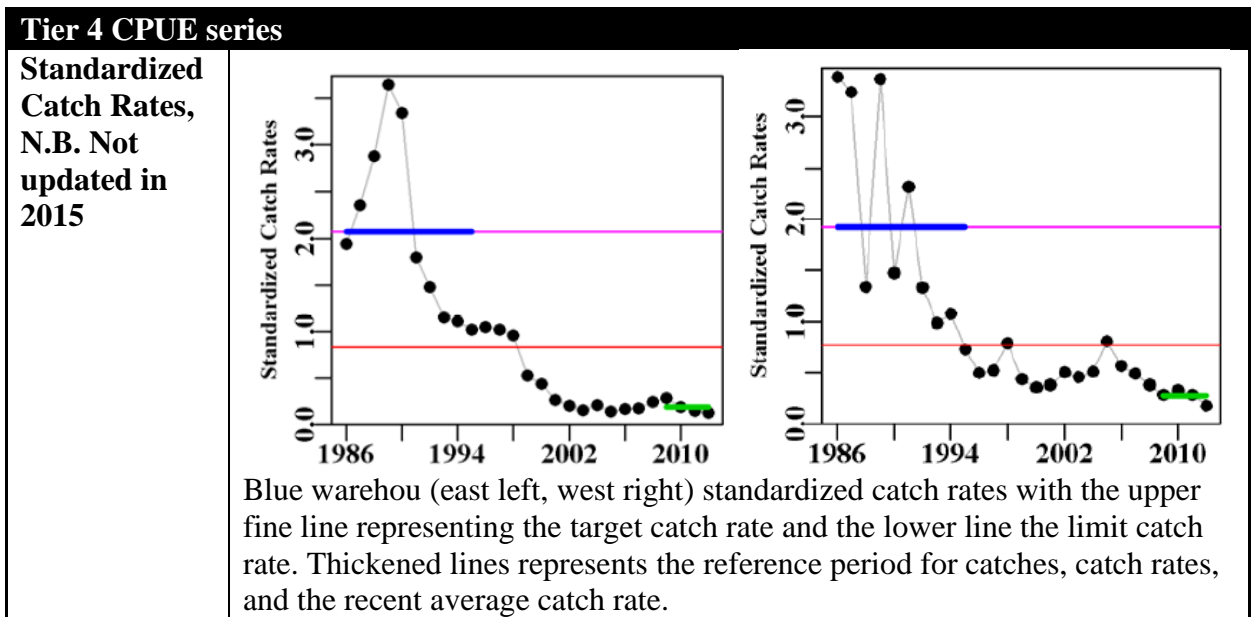 Tier 4 CPUE series
Standardized
Catch Rates,
N.B. Not
updated in
2015
Standardized Catch Rates
0.0 1.0 2.0 3.0
1986 1994 2002 2010
Standardized Catch Rates
0.0 1.0 2.0 3.0
1986 1994 2002 2010
Blue warehou (east left, west right) standardized catch rates with the upper
fine line representing the target catch rate and the lower line the limit catch
rate. Thickened lines represents the reference period for catches, catch rates,
and the recent average catch rate.